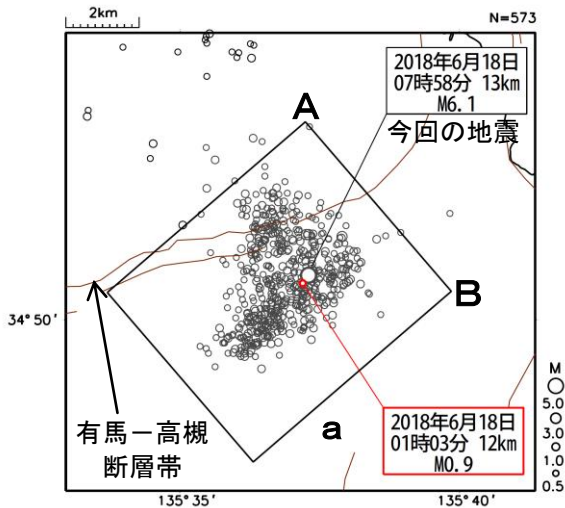 2km
N=573
2018年6月18日
07時58分 13km
M6.1
今回の地震
A
B
34°50′
有馬－高槻
断層帯
a
2018年6月18日
01時03分 12km
M0.9
M
5.0
3.0
1.0
0.5
135°35′
135°40′